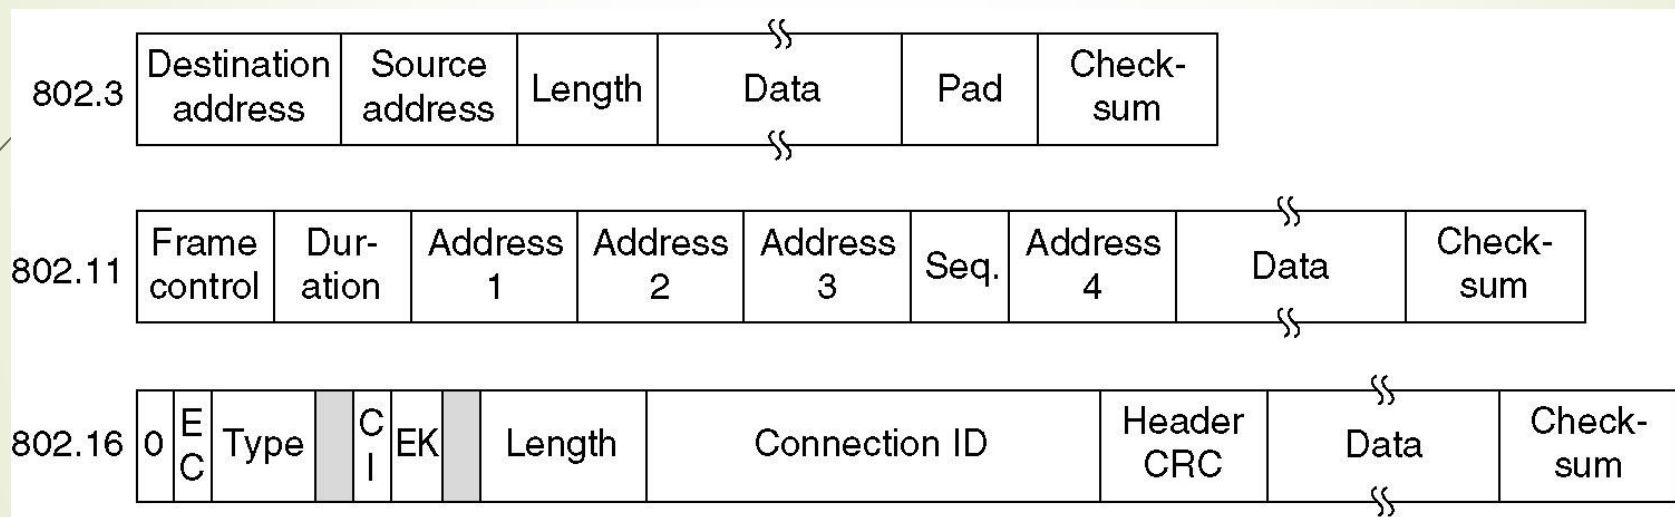 802.3
Destination address
Source address
Length
Data
Pad
Check-sum
802.11
Frame control
Dur-ation
Address 1
Address 2
Address 3
Seq.
Address 4
Data
Check-sum
802.16
0
EC
Type
CI
EK
Length
Connection ID
Header CRC
Data
Check-sum